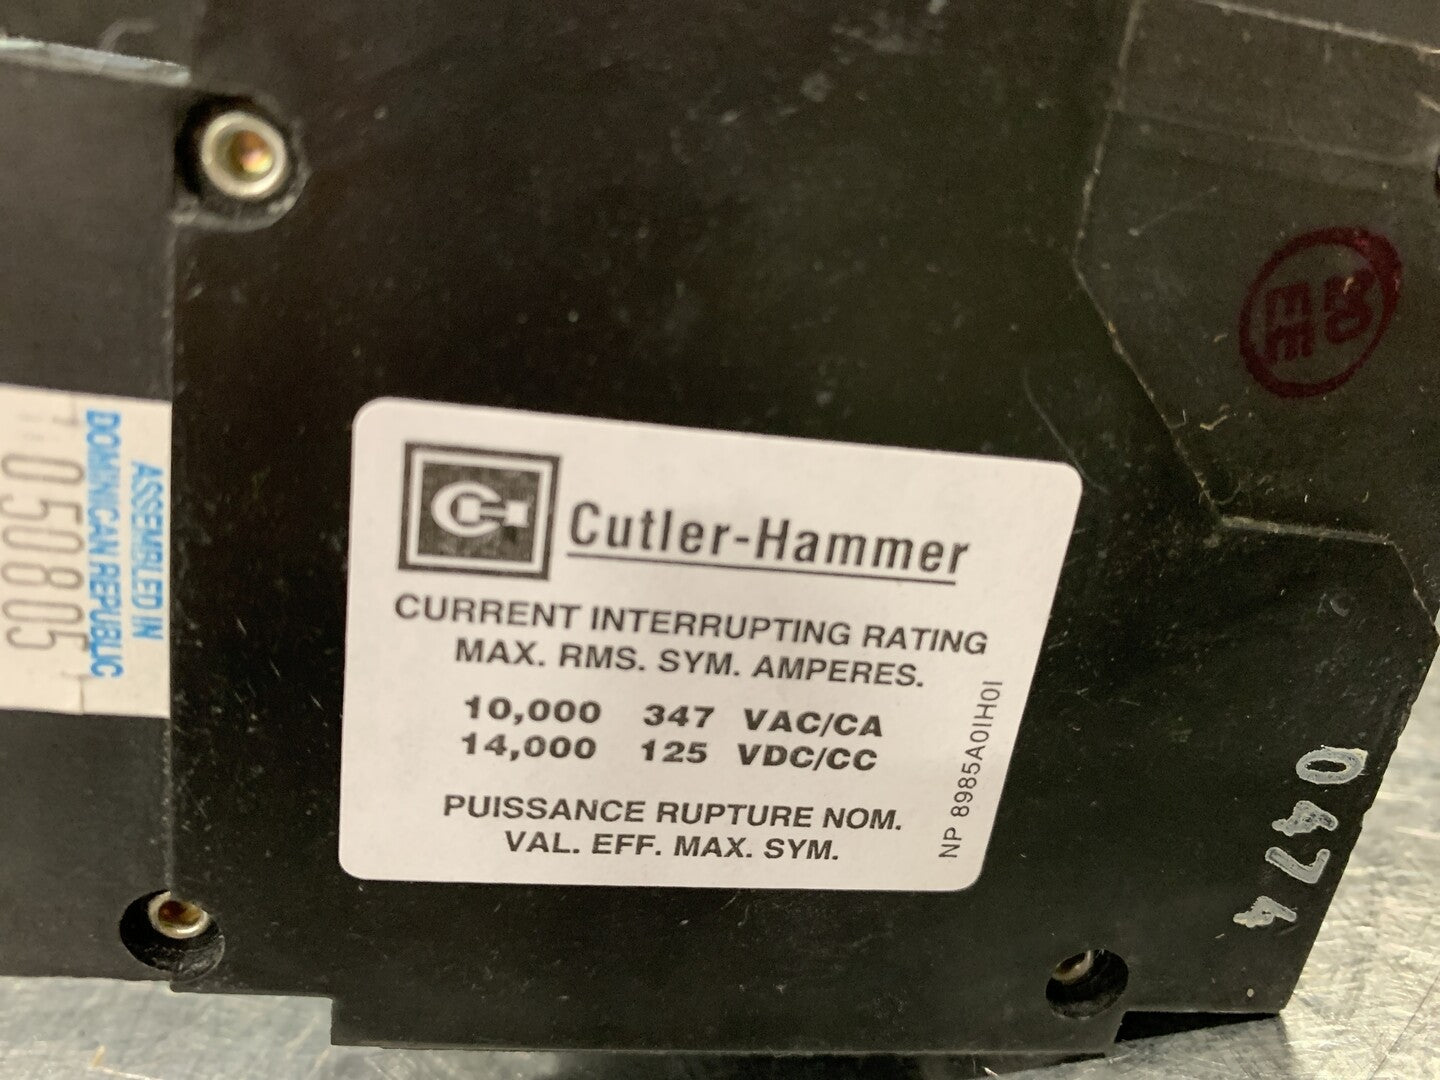 ASSEMBLED IN
DOMINICAN REPUBLIC
050805
Cutler-Hammer
CURRENT INTERRUPTING RATING
MAX. RMS. SYM. AMPERES.
10,000 347 VAC/CA
14,000 125 VDC/CC
PUISSANCE RUPTURE NOM.
VAL. EFF. MAX. SYM.
NP 8985A01H01
0474